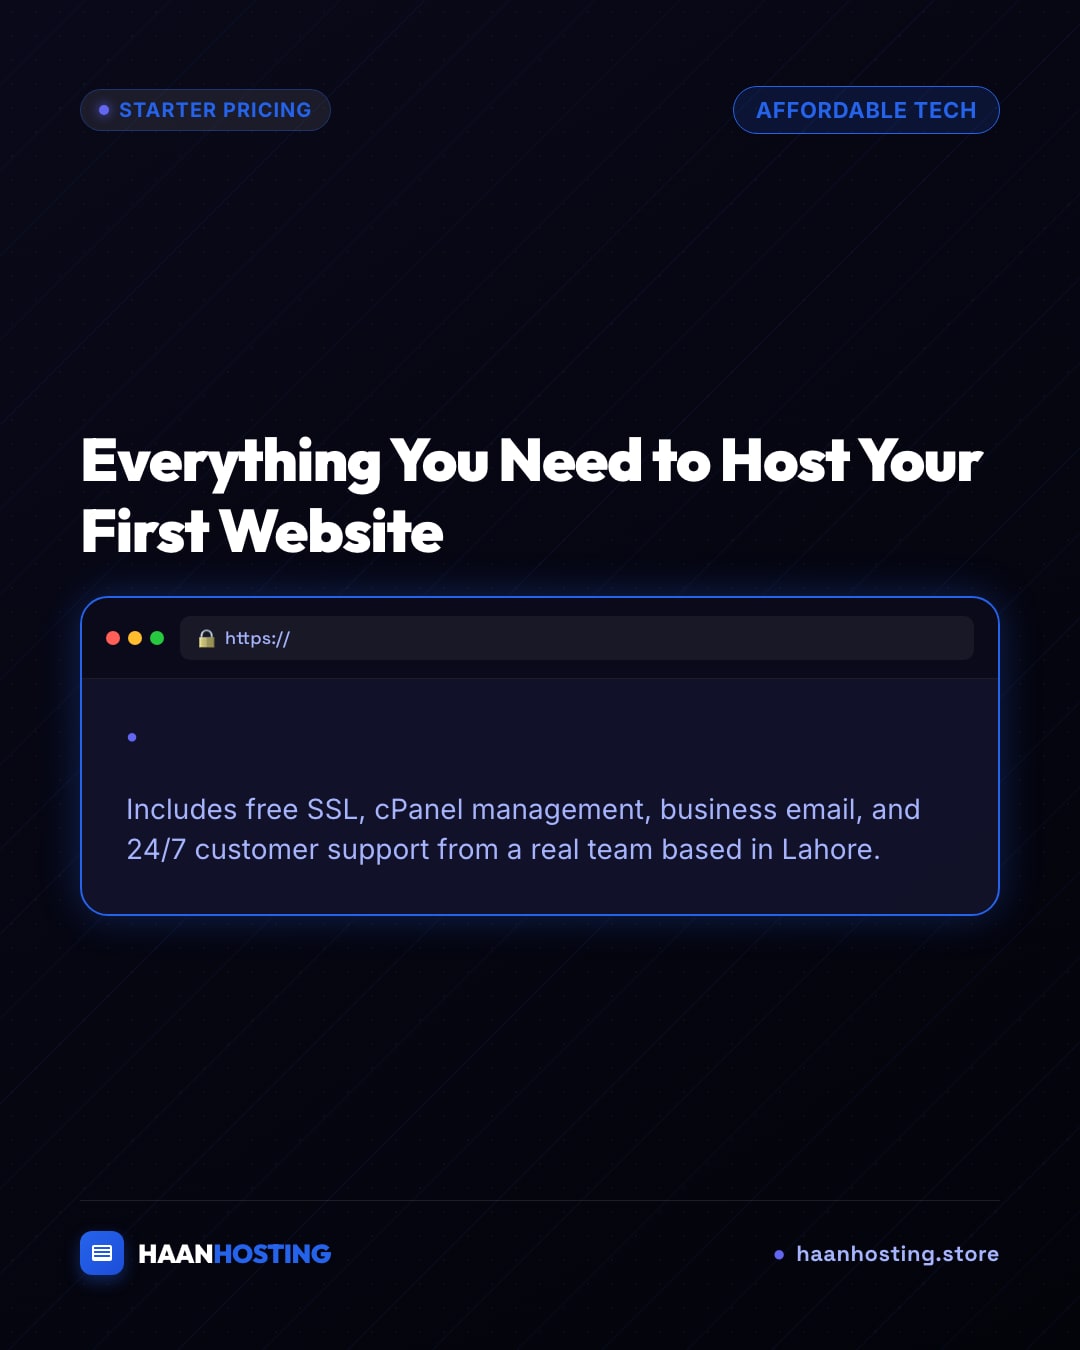 STARTER PRICING
AFFORDABLE TECH
Everything You Need to Host Your
First Website
https://
Includes free SSL, cPanel management, business email, and
24/7 customer support from a real team based in Lahore.
HAANHOSTING
haanhosting.store